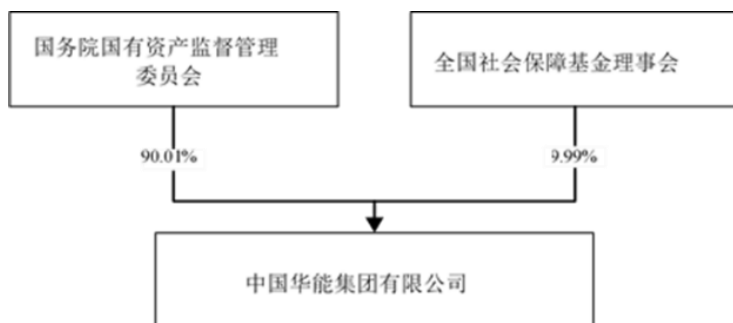 国务院国有资产监督管理
委员会
全国社会保障基金理事会
90.01%
9.99%
中国华能集团有限公司